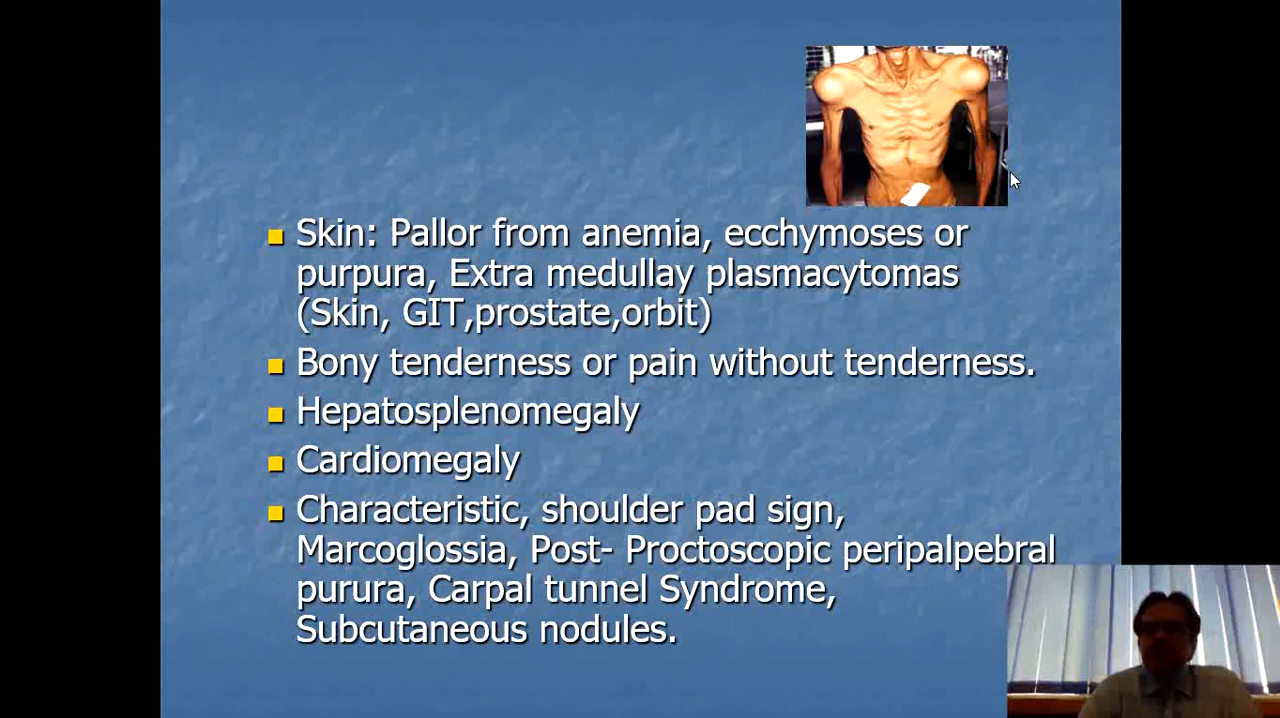 Skin: Pallor from anemia, ecchymoses or
purpura, Extra medullay plasmacytomas
(Skin, GIT,prostate,orbit)
Bony tenderness or pain without tenderness.
Hepatosplenomegaly
Cardiomegaly
Characteristic, shoulder pad sign,
Marcoglossia, Post- Proctoscopic peripalpebral
purura, Carpal tunnel Syndrome,
Subcutaneous nodules.